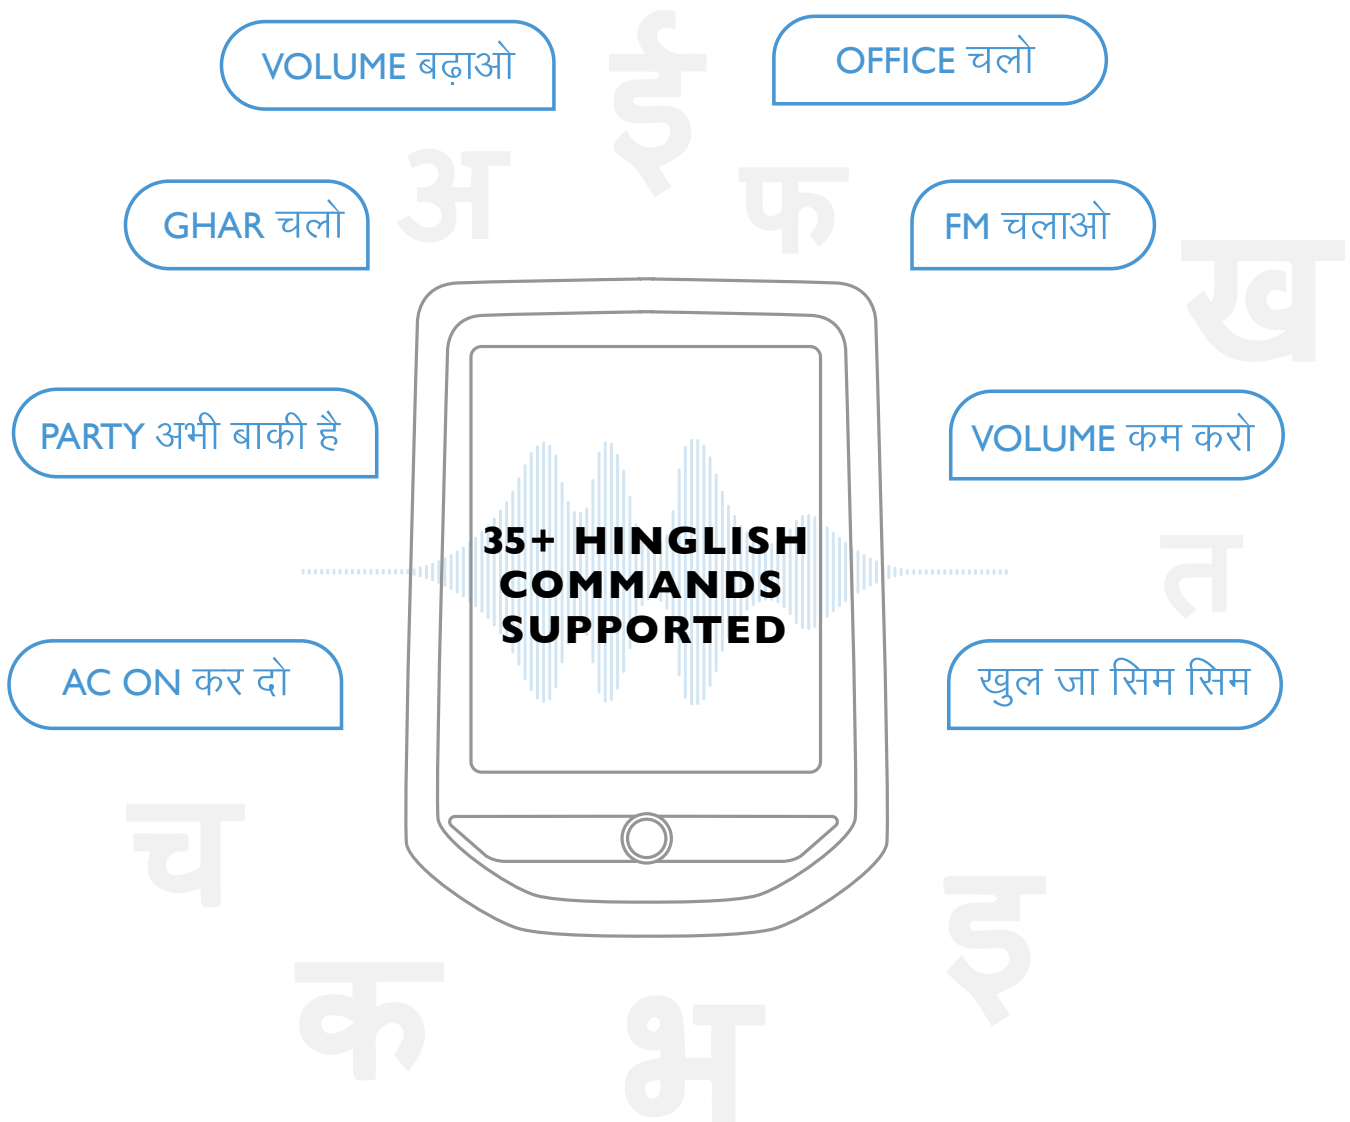 VOLUME बढ़ाओ
OFFICE चलो
ई
अ
फ
GHAR चलो
FM चलाओ
ख
PARTY अभी बाकी है
VOLUME कम करो
35+ HINGLISH
COMMANDS
SUPPORTED
त
AC ON कर दो
खुल जा सिम सिम
च
इ
क
भ